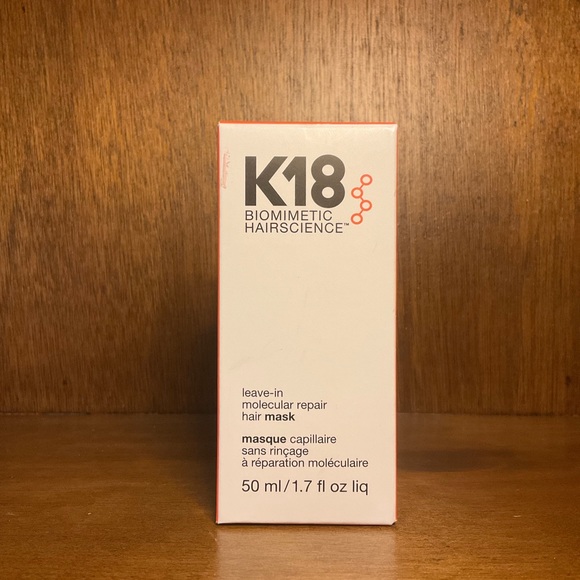 K18
BIOMIMETIC
HAIRSCIENCE™
leave-in
molecular repair
hair mask
masque capillaire
sans rinçage
à réparation moléculaire
50 ml/1.7 fl oz liq